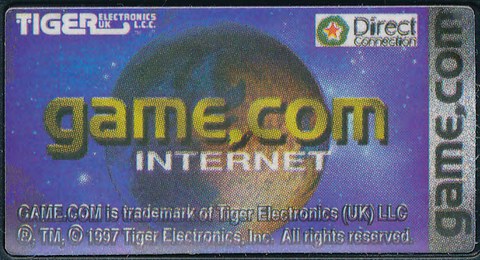 TIGER ELECTRONICS
UK L.C.C.
Direct
Connection
game.com
INTERNET
GAME.COM is trademark of Tiger Electronics (UK) LLC
®, TM, © 1997 Tiger Electronics, Inc. All rights reserved.
game.com